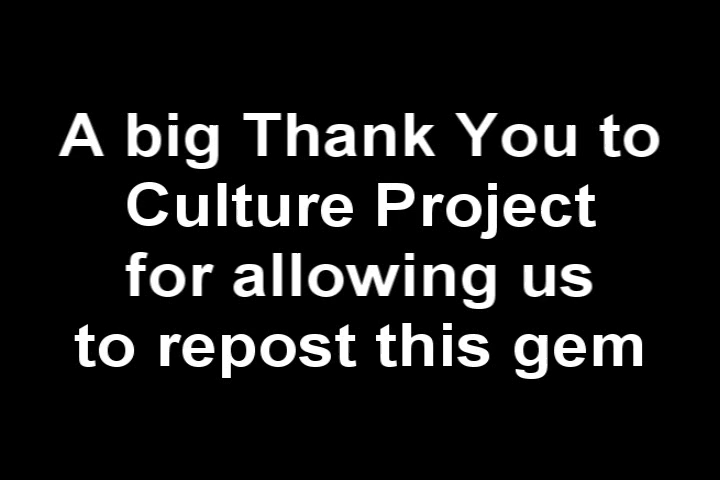 A big Thank You to
Culture Project
for allowing us
to repost this gem